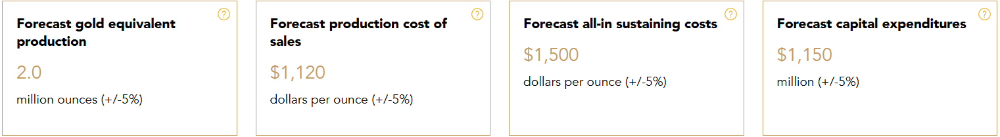 Forecast gold equivalent
production
2.0
million ounces (+/-5%)
?
Forecast production cost of
sales
$1,120
dollars per ounce (+/-5%)
?
Forecast all-in sustaining costs
$1,500
dollars per ounce (+/-5%)
?
Forecast capital expenditures
$1,150
million (+/-5%)
?